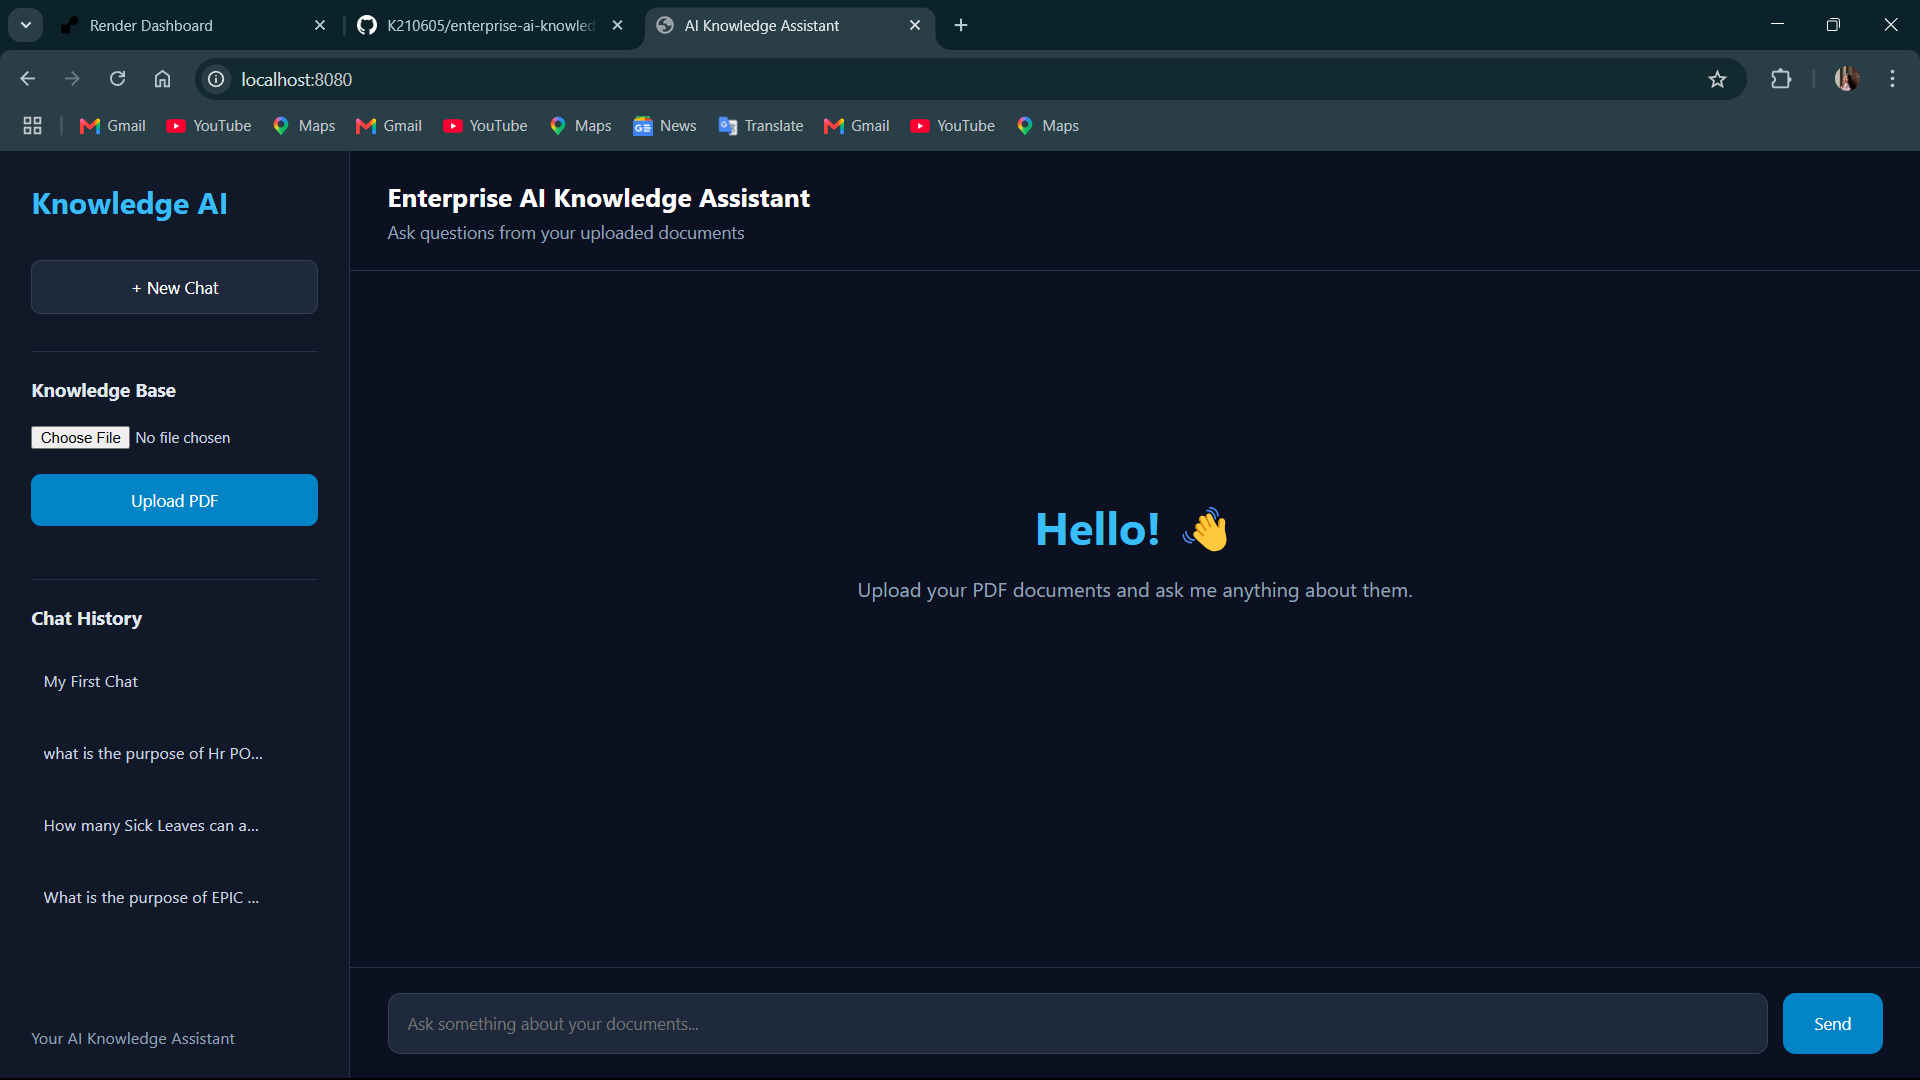 Render Dashboard
K210605/enterprise-ai-knowled
AI Knowledge Assistant
localhost:8080
Gmail
YouTube
Maps
Gmail
YouTube
Maps
News
Translate
Gmail
YouTube
Maps
Knowledge AI
+ New Chat
Knowledge Base
Choose File No file chosen
Upload PDF
Chat History
My First Chat
what is the purpose of Hr PO...
How many Sick Leaves can a...
What is the purpose of EPIC ...
Your AI Knowledge Assistant
Enterprise AI Knowledge Assistant
Ask questions from your uploaded documents
Hello! 👋
Upload your PDF documents and ask me anything about them.
Ask something about your documents...
Send